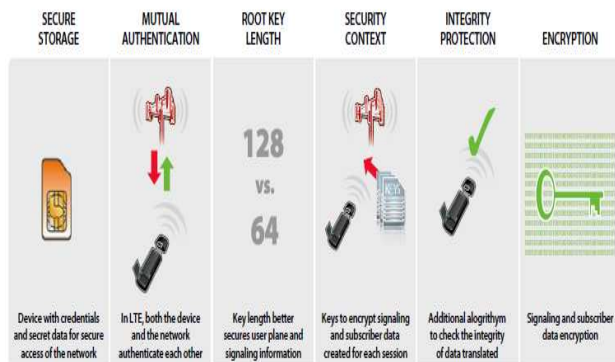 SECURE
STORAGE
MUTUAL
AUTHENTICATION
ROOT KEY
LENGTH
SECURITY
CONTEXT
INTEGRITY
PROTECTION
ENCRYPTION
128
vs.
64
KEYS
Device with credentials
and secret data for secure
access of the network
In LTE, both the device
and the network
authenticate each other
Key length better
secures user plane and
signaling information
Keys to encrypt signaling
and subscriber data
created for each session
Additional alogrithym to
check the integrity
of data translated
Signaling and subscriber
data encryption